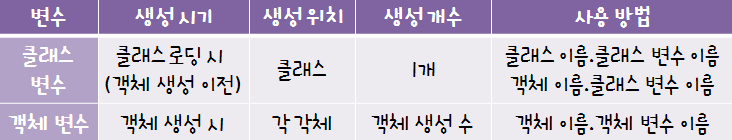 변수 생성 시기 생성 위치 생성 개수 사용 방법
클래스 변수 클래스 로딩 시 (객체 생성 이전) 클래스 1개 클래스 이름.클래스 변수 이름 객체 이름.클래스 변수 이름
객체 변수 객체 생성 시 각 각체 객체 생성 수 객체 이름.객체 변수 이름